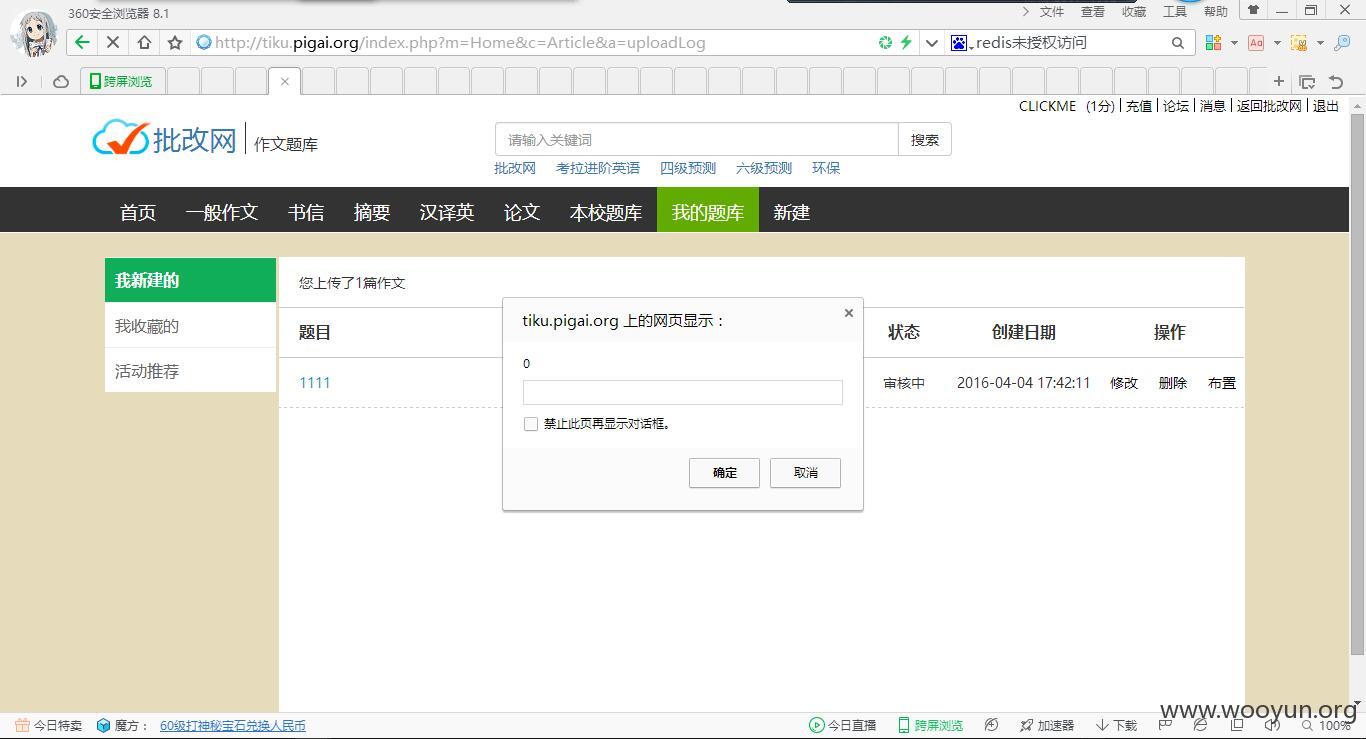 360安全浏览器 8.1
文件 查看 收藏 工具 帮助
http://tiku.pigai.org/index.php?m=Home&c=Article&a=uploadLog redis未授权访问
跨屏浏览
CLICKME (1分) | 充值 | 论坛 | 消息 | 返回批改网 | 退出
批改网 作文题库 请输入关键词 搜索
批改网 考拉进阶英语 四级预测 六级预测 环保
首页 一般作文 书信 摘要 汉译英 论文 本校题库 我的题库 新建
我新建的
我收藏的
活动推荐
您上传了1篇作文
题目 状态 创建日期 操作
1111 审核中 2016-04-04 17:42:11 修改 删除 布置
tiku.pigai.org 上的网页显示：
0
禁止此页再显示对话框。
确定 取消
www.wooyun.org
今日特卖 魔方： 60级打神秘宝石兑换人民币 今日直播 跨屏浏览 加速器 下载 100%